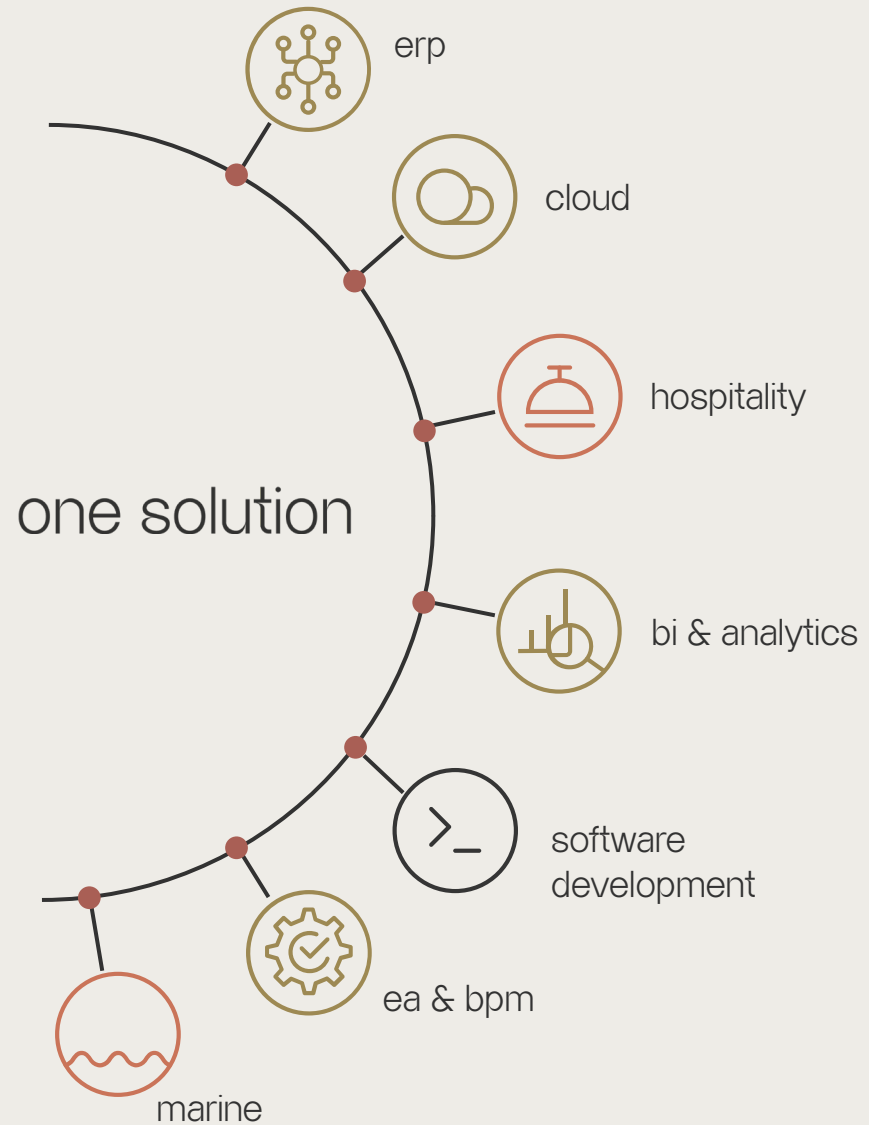 erp
cloud
hospitality
one solution
bi & analytics
software
development
ea & bpm
marine